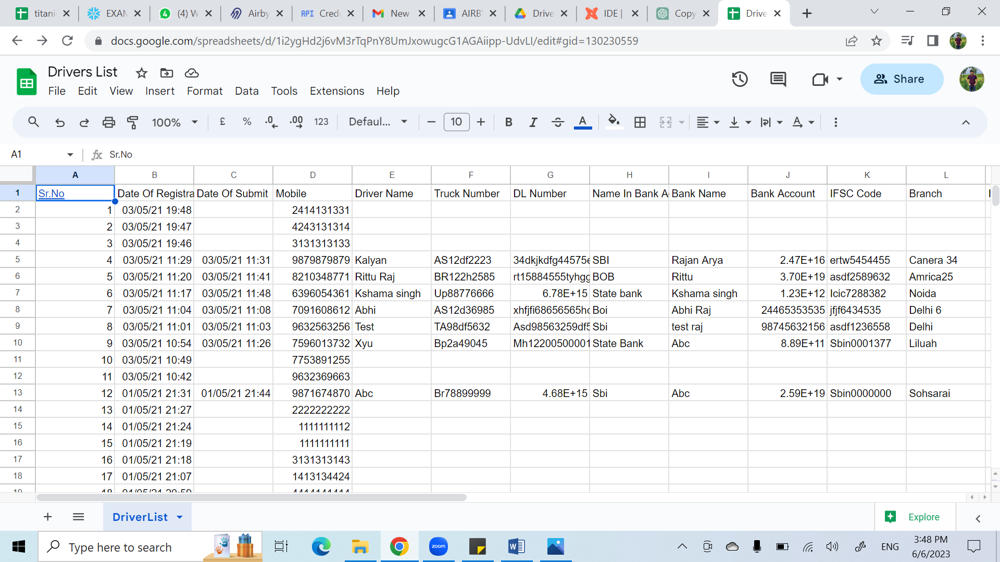 titani
EXAM
(4) W
Airby
API Crede
New
AIRBY
Drive
IDE |
Copy
Drive
docs.google.com/spreadsheets/d/1i2ygHd2j6vM3rTqPnY8UmJxowugcG1AGAiipp-UdvLI/edit#gid=130230559
Drivers List
File Edit View Insert Format Data Tools Extensions Help
Share
100% £ % .0 .00 123 Defaul... 10 B I A
A1 fx Sr.No
A B C D E F G H I J K L
1 Sr.No Date Of Registra Date Of Submit Mobile Driver Name Truck Number DL Number Name In Bank A Bank Name Bank Account IFSC Code Branch
2 1 03/05/21 19:48 2414131331
3 2 03/05/21 19:47 4243131314
4 3 03/05/21 19:46 3131313133
5 4 03/05/21 11:29 03/05/21 11:31 9879879879 Kalyan AS12df2223 34dkjkdfg44575e SBI Rajan Arya 2.47E+16 ertw5454455 Canera 34
6 5 03/05/21 11:20 03/05/21 11:41 8210348771 Rittu Raj BR122h2585 rt15884555tyhgg BOB Rittu 3.70E+19 asdf2589632 Amrica25
7 6 03/05/21 11:17 03/05/21 11:48 6396054361 Kshama singh Up88776666 6.78E+15 State bank Kshama singh 1.23E+12 Icic7288382 Noida
8 7 03/05/21 11:04 03/05/21 11:08 7091608612 Abhi AS12d36985 xhfjfi68656565hc Boi Abhi Raj 24465353535 jfjf6434535 Delhi 6
9 8 03/05/21 11:01 03/05/21 11:03 9632563256 Test TA98df5632 Asd98563259df5 Sbi test raj 98745632156 asdf1236558 Delhi
10 9 03/05/21 10:54 03/05/21 11:26 7596013732 Xyu Bp2a49045 Mh12200500001 State Bank Abc 8.89E+11 Sbin0001377 Liluah
11 10 03/05/21 10:49 7753891255
12 11 03/05/21 10:42 9632369663
13 12 01/05/21 21:31 01/05/21 21:44 9871674870 Abc Br78899999 4.68E+15 Sbi Abc 2.59E+19 Sbin0000000 Sohsarai
14 13 01/05/21 21:27 2222222222
15 14 01/05/21 21:24 1111111112
16 15 01/05/21 21:19 1111111111
17 16 01/05/21 21:18 3131313143
18 17 01/05/21 21:07 1413134424
19 18 01/05/21 20:59 4414141414
DriverList
Explore
Type here to search
zoom
ENG
3:48 PM
6/6/2023